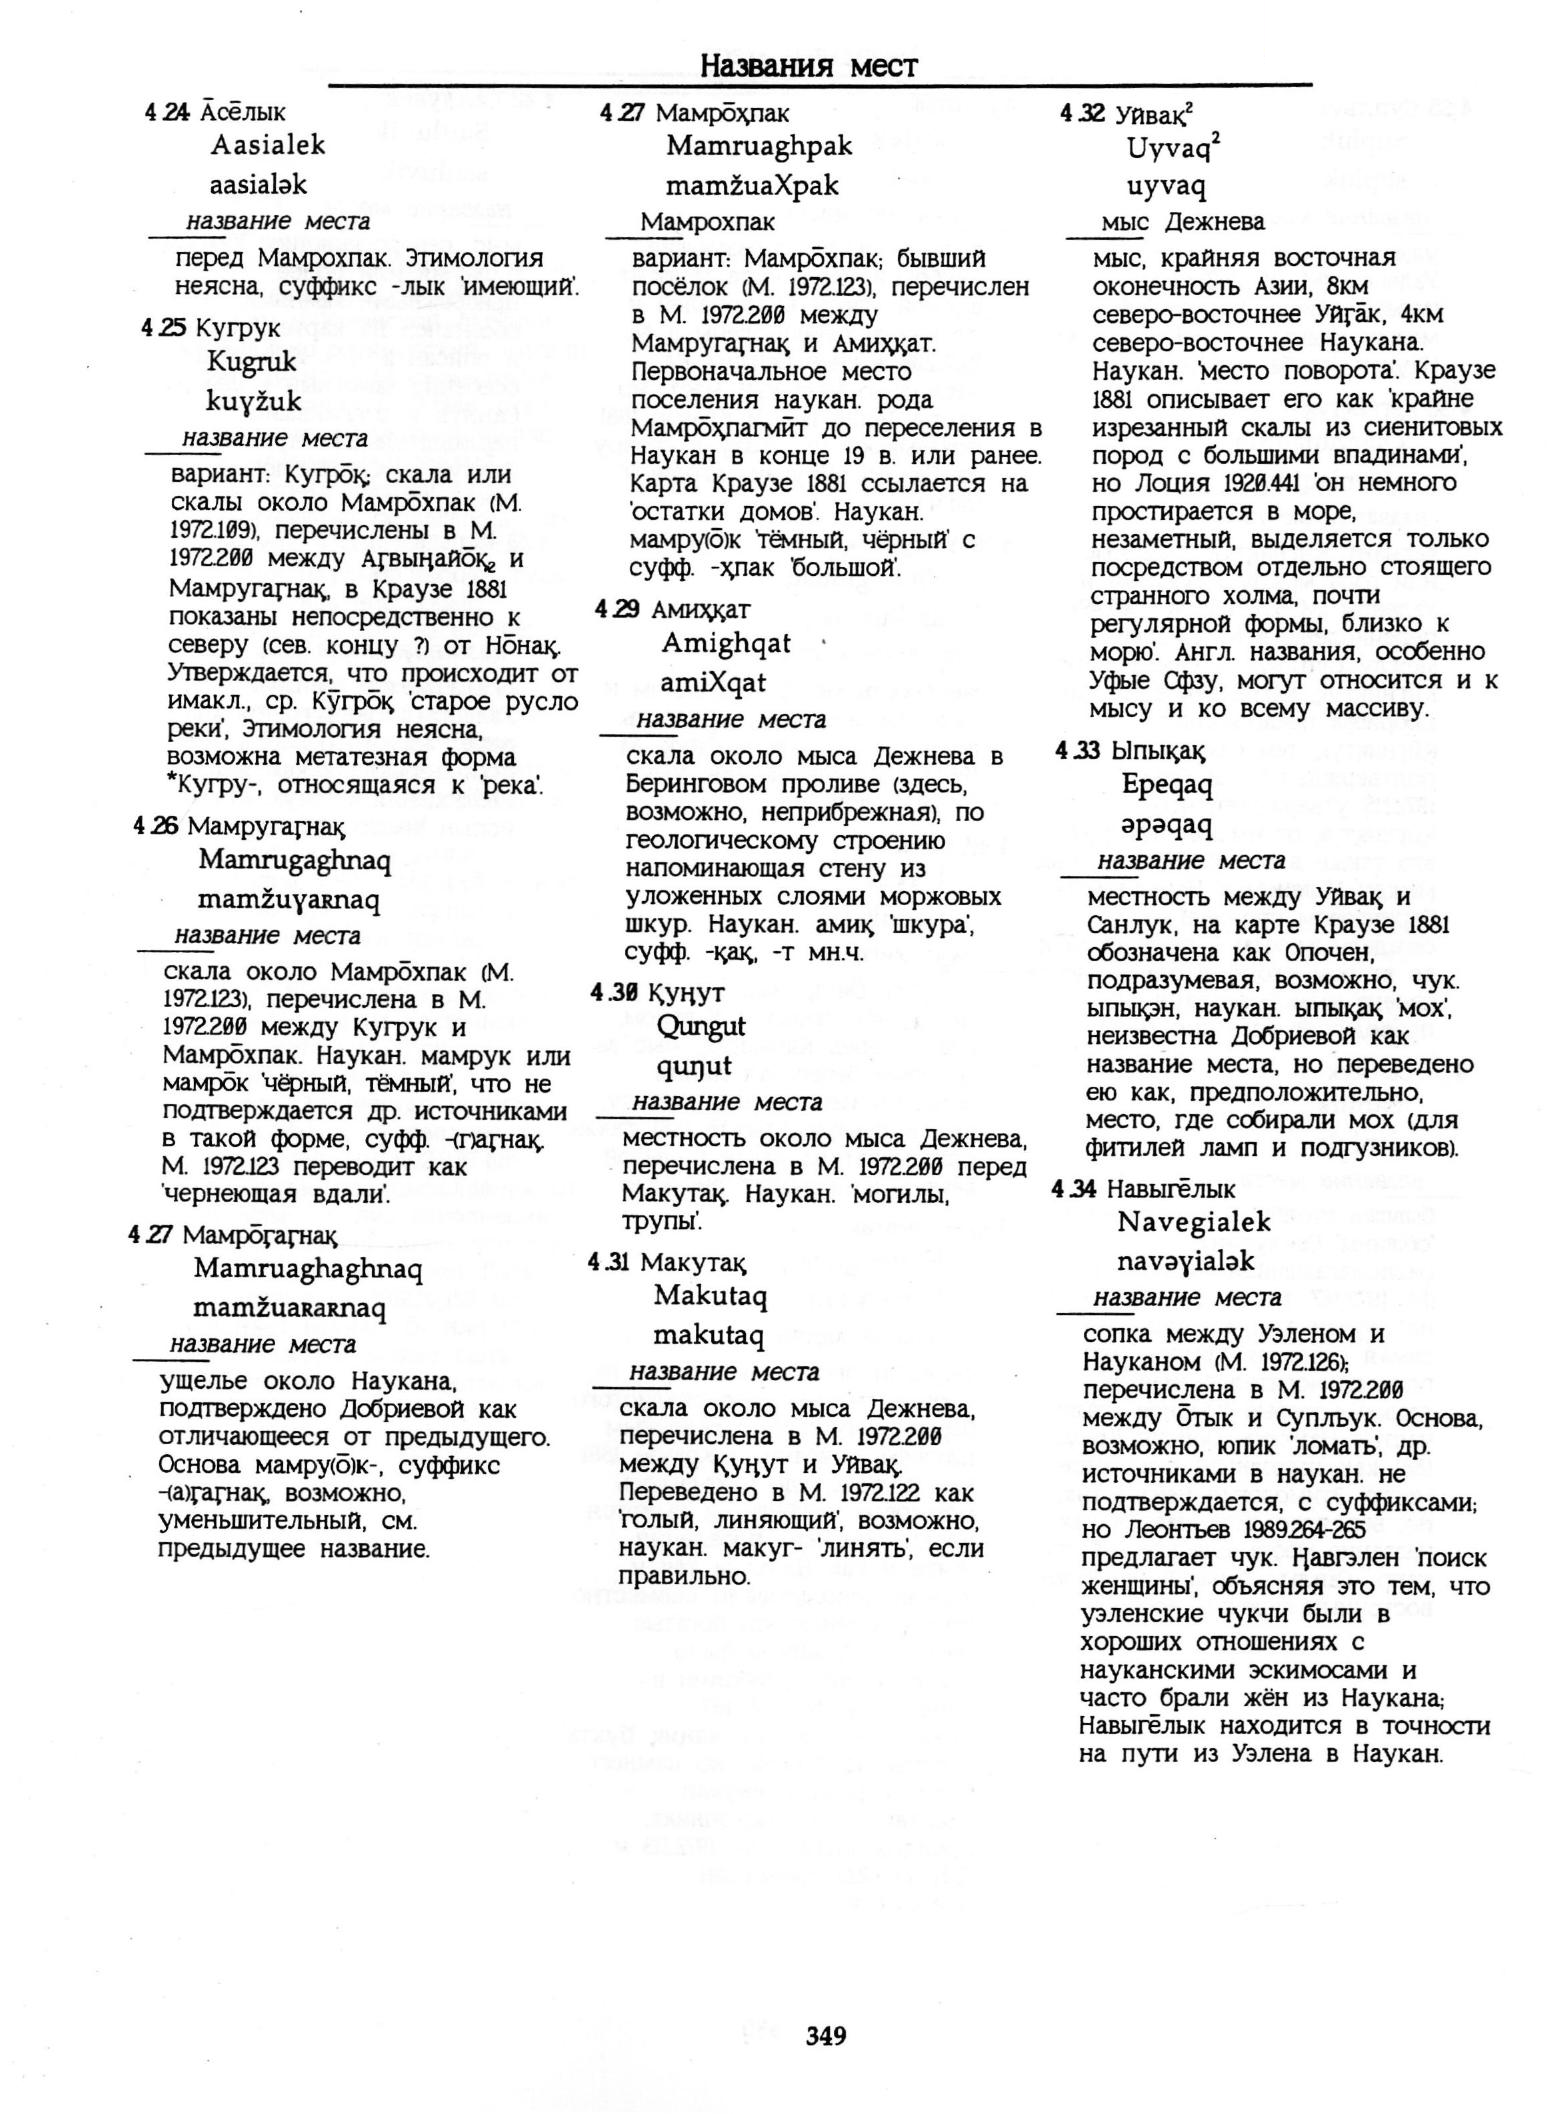 Названия мест
4.24 А̄сёлык
Aasialek
aasialək
название места
перед Мамрохпак. Этимология
неясна, суффикс -лык 'имеющий'.
4.25 Кугрук
Kugruk
kuɣžuk
название места
вариант: Кугрō̄қ; скала или
скалы около Мамрōхпак (М.
1972.109), перечислены в М.
1972.200 между Аӷвыӈайōқ₂ и
Мамругаӷнақ, в Краузе 1881
показаны непосредственно к
северу (сев. концу ?) от Нōнақ.
Утверждается, что происходит от
имакл., ср. Кӯгрōқ 'старое русло
реки', Этимология неясна,
возможна метатезная форма
*Кугру-, относящаяся к 'река'.
4.26 Мамругаӷнақ
Mamrugaghnaq
mamžuɣaʀnaq
название места
скала около Мамрōхпак (М.
1972.123), перечислена в М.
1972.200 между Кугрук и
Мамрōхпак. Наукан. мамрук или
мамрōк 'чёрный, тёмный', что не
подтверждается др. источниками
в такой форме, суфф. -(г)аӷнақ.
М. 1972.123 переводит как
'чернеющая вдали'.
4.27 Мамрōӷаӷнақ
Mamruaghaghnaq
mamžuaʀaʀnaq
название места
ущелье около Наукана,
подтверждено Добриевой как
отличающееся от предыдущего.
Основа мамру(ō)к-, суффикс
-(а)ӷаӷнақ, возможно,
уменьшительный, см.
предыдущее название.
4.27 Мамрōҳпак
Mamruaghpak
mamžuaXpak
Мамрохпак
вариант: Мамрōхпак; бывший
посёлок (М. 1972.123), перечислен
в М. 1972.200 между
Мамругаӷнақ и Амиҳқат.
Первоначальное место
поселения наукан. рода
Мамрōҳпагмӣт до переселения в
Наукан в конце 19 в. или ранее.
Карта Краузе 1881 ссылается на
'остатки домов'. Наукан.
мамру(ō)к 'тёмный, чёрный' с
суфф. -ҳпак 'большой'.
4.29 Амиҳқат
Amighqat
amiXqat
название места
скала около мыса Дежнева в
Беринговом проливе (здесь,
возможно, неприбрежная), по
геологическому строению
напоминающая стену из
уложенных слоями моржовых
шкур. Наукан. амиқ 'шкура',
суфф. -қақ, -т мн.ч.
4.30 Қуӈут
Qungut
quŋut
название места
местность около мыса Дежнева,
перечислена в М. 1972.200 перед
Макутақ. Наукан. 'могилы,
трупы'.
4.31 Макутақ
Makutaq
makutaq
название места
скала около мыса Дежнева,
перечислена в М. 1972.200
между Қуӈут и Уйвақ.
Переведено в М. 1972.122 как
'голый, линяющий', возможно,
наукан. макуг- 'линять', если
правильно.
4.32 Уйвақ²
Uyvaq²
uyvaq
мыс Дежнева
мыс, крайняя восточная
оконечность Азии, 8км
северо-восточнее Уйӷа̄к, 4км
северо-восточнее Наукана.
Наукан. 'место поворота'. Краузе
1881 описывает его как 'крайне
изрезанный скалы из сиенитовых
пород с большими впадинами',
но Лоция 1920.441 'он немного
простирается в море,
незаметный, выделяется только
посредством отдельно стоящего
странного холма, почти
регулярной формы, близко к
морю'. Англ. названия, особенно
Уфые Сфзу, могут относится и к
мысу и ко всему массиву.
4.33 Ыпықақ
Epeqaq
əpəqaq
название места
местность между Уйвақ и
Санлук, на карте Краузе 1881
обозначена как Опочен,
подразумевая, возможно, чук.
ыпықэн, наукан. ыпықақ 'мох',
неизвестна Добриевой как
название места, но переведено
ею как, предположительно,
место, где собирали мох (для
фитилей ламп и подгузников).
4.34 Навыгёлык
Navegialek
navəɣialək
название места
сопка между Уэленом и
Науканом (М. 1972.126);
перечислена в М. 1972.200
между Ōтык и Супльук. Основа,
возможно, юпик 'ломать', др.
источниками в наукан. не
подтверждается, с суффиксами;
но Леонтьев 1989.264-265
предлагает чук. Ӈавгэлен 'поиск
женщины', объясняя это тем, что
уэленские чукчи были в
хороших отношениях с
науканскими эскимосами и
часто брали жён из Наукана;
Навыгёлык находится в точности
на пути из Уэлена в Наукан.
349